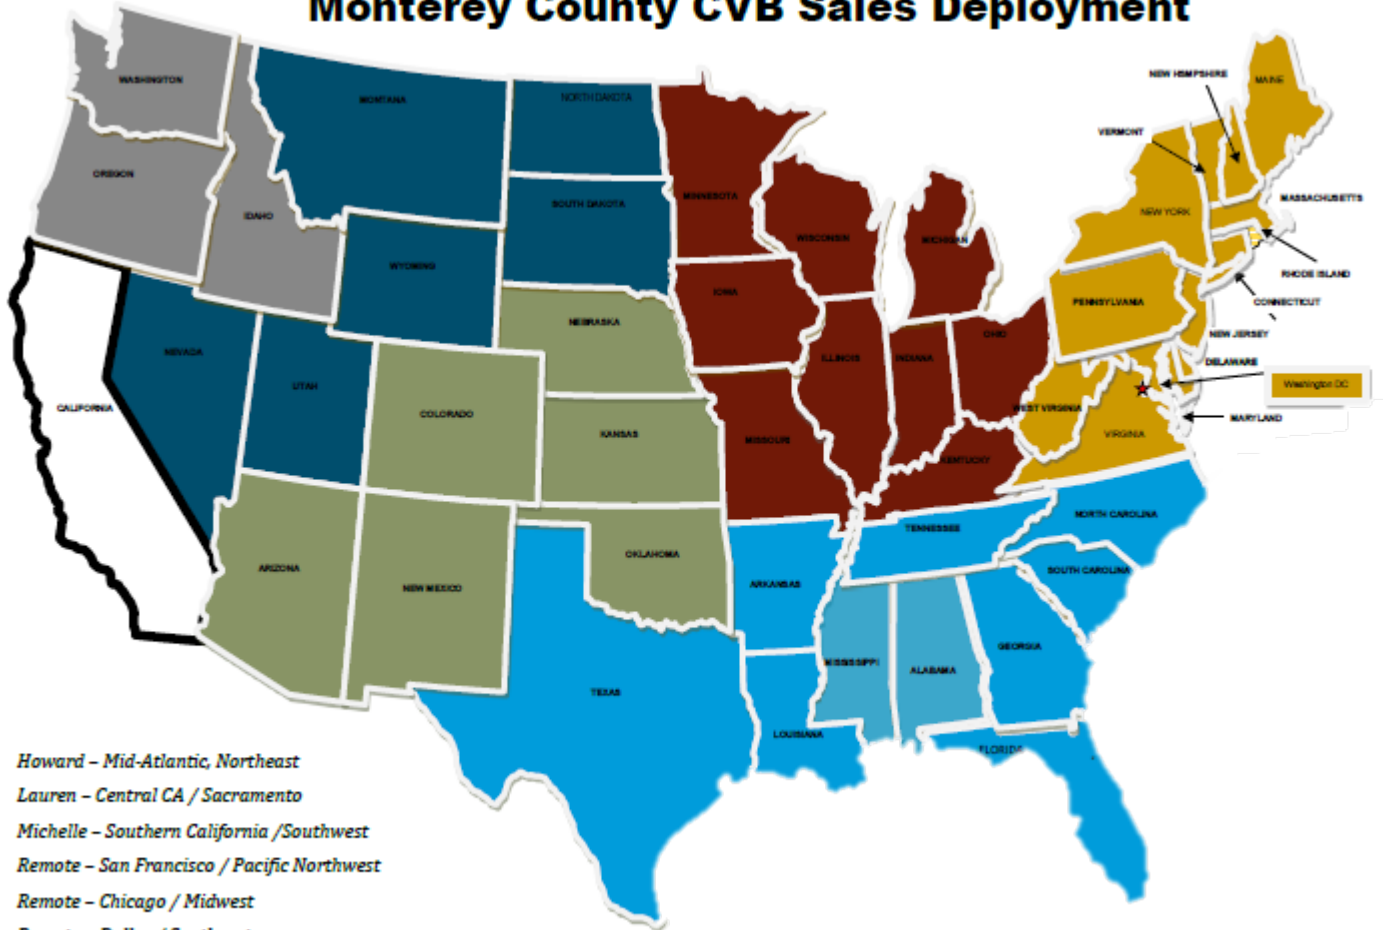 Monterey County CVB Sales Deployment
WASHINGTON
MONTANA
NORTH DAKOTA
MINNESOTA
NEW HSMPSHIRE
MAINE
VERMONT
OREGON
IDAHO
SOUTH DAKOTA
WISCONSIN
MICHIGAN
NEW YORK
MASSACHUSETTS
WYOMING
IOWA
RHODE ISLAND
CONNECTICUT
PENNSYLVANIA
NEBRASKA
NEVADA
UTAH
ILLINOIS
INDIANA
OHIO
NEW JERSEY
DELAWARE
Washington DC
CALIFORNIA
COLORADO
KANSAS
MISSOURI
WEST VIRGINIA
MARYLAND
VIRGINIA
KENTUCKY
NORTH CAROLINA
TENNESSEE
ARIZONA
NEW MEXICO
OKLAHOMA
ARKANSAS
SOUTH CAROLINA
MISSISSIPPI
ALABAMA
GEORGIA
TEXAS
LOUISIANA
FLORIDA
Howard – Mid-Atlantic, Northeast
Lauren – Central CA / Sacramento
Michelle – Southern California /Southwest
Remote – San Francisco / Pacific Northwest
Remote – Chicago / Midwest